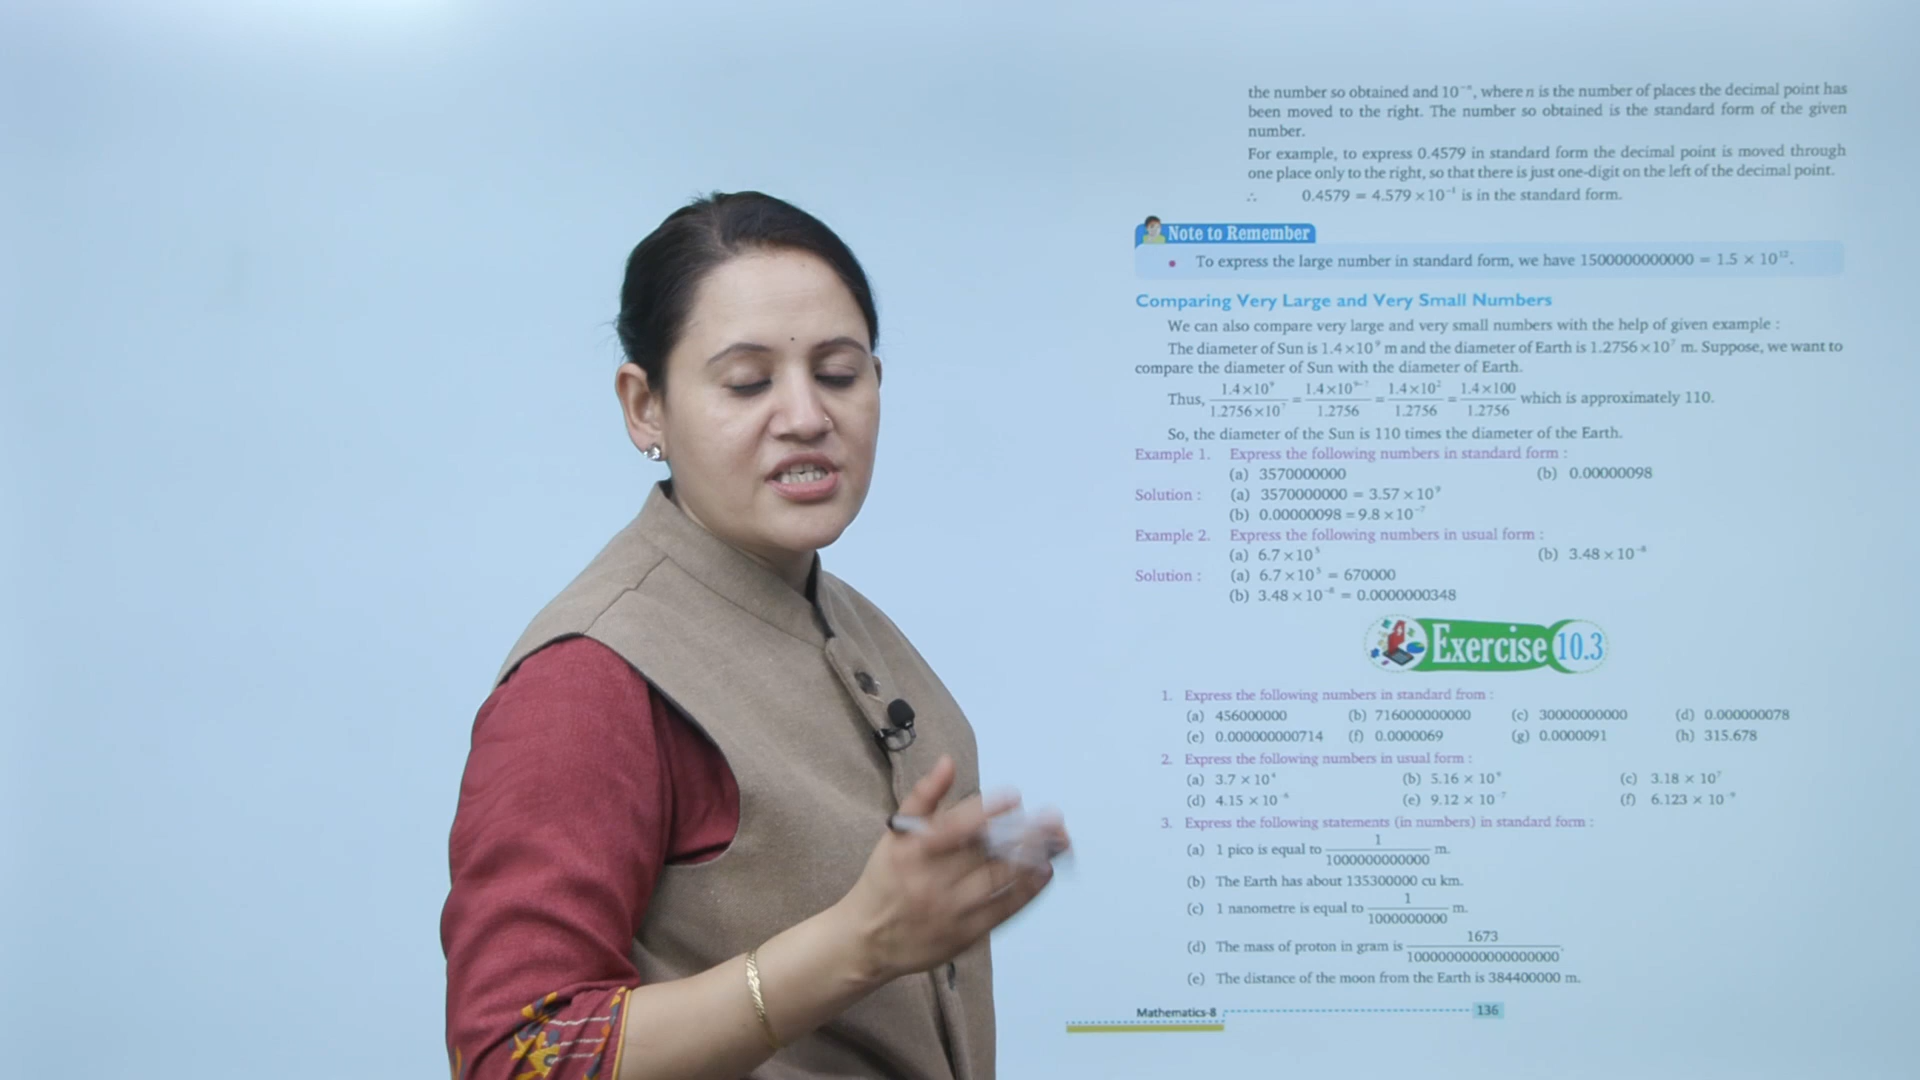 the number so obtained and 10⁻ⁿ, where n is the number of places the decimal point has
been moved to the right. The number so obtained is the standard form of the given
number.
For example, to express 0.4579 in standard form the decimal point is moved through
one place only to the right, so that there is just one-digit on the left of the decimal point.
∴ 0.4579 = 4.579 × 10⁻¹ is in the standard form.
Note to Remember
• To express the large number in standard form, we have 1500000000000 = 1.5 × 10¹².
Comparing Very Large and Very Small Numbers
We can also compare very large and very small numbers with the help of given example :
The diameter of Sun is 1.4×10⁹ m and the diameter of Earth is 1.2756×10⁷ m. Suppose, we want to
compare the diameter of Sun with the diameter of Earth.
Thus, 1.4×10⁹/1.2756×10⁷ = 1.4×10⁹⁻⁷/1.2756 = 1.4×10²/1.2756 = 1.4×100/1.2756 which is approximately 110.
So, the diameter of the Sun is 110 times the diameter of the Earth.
Example 1. Express the following numbers in standard form :
(a) 3570000000 (b) 0.00000098
Solution : (a) 3570000000 = 3.57 × 10⁹
(b) 0.00000098 = 9.8 × 10⁻⁷
Example 2. Express the following numbers in usual form :
(a) 6.7 × 10⁵ (b) 3.48 × 10⁻⁸
Solution : (a) 6.7 × 10⁵ = 670000
(b) 3.48 × 10⁻⁸ = 0.0000000348
Exercise 10.3
1. Express the following numbers in standard from :
(a) 456000000 (b) 716000000000 (c) 30000000000 (d) 0.000000078
(e) 0.000000000714 (f) 0.0000069 (g) 0.0000091 (h) 315.678
2. Express the following numbers in usual form :
(a) 3.7 × 10⁴ (b) 5.16 × 10 (c) 3.18 × 10⁷
(d) 4.15 × 10 (e) 9.12 × 10 (f) 6.123 × 10
3. Express the following statements (in numbers) in standard form :
(a) 1 pico is equal to 1/1000000000000 m.
(b) The Earth has about 135300000 cu km.
(c) 1 nanometre is equal to 1/1000000000 m.
(d) The mass of proton in gram is 1673/
(e) The distance of the moon from the Earth is 384400000 m.
Mathematics-8 136